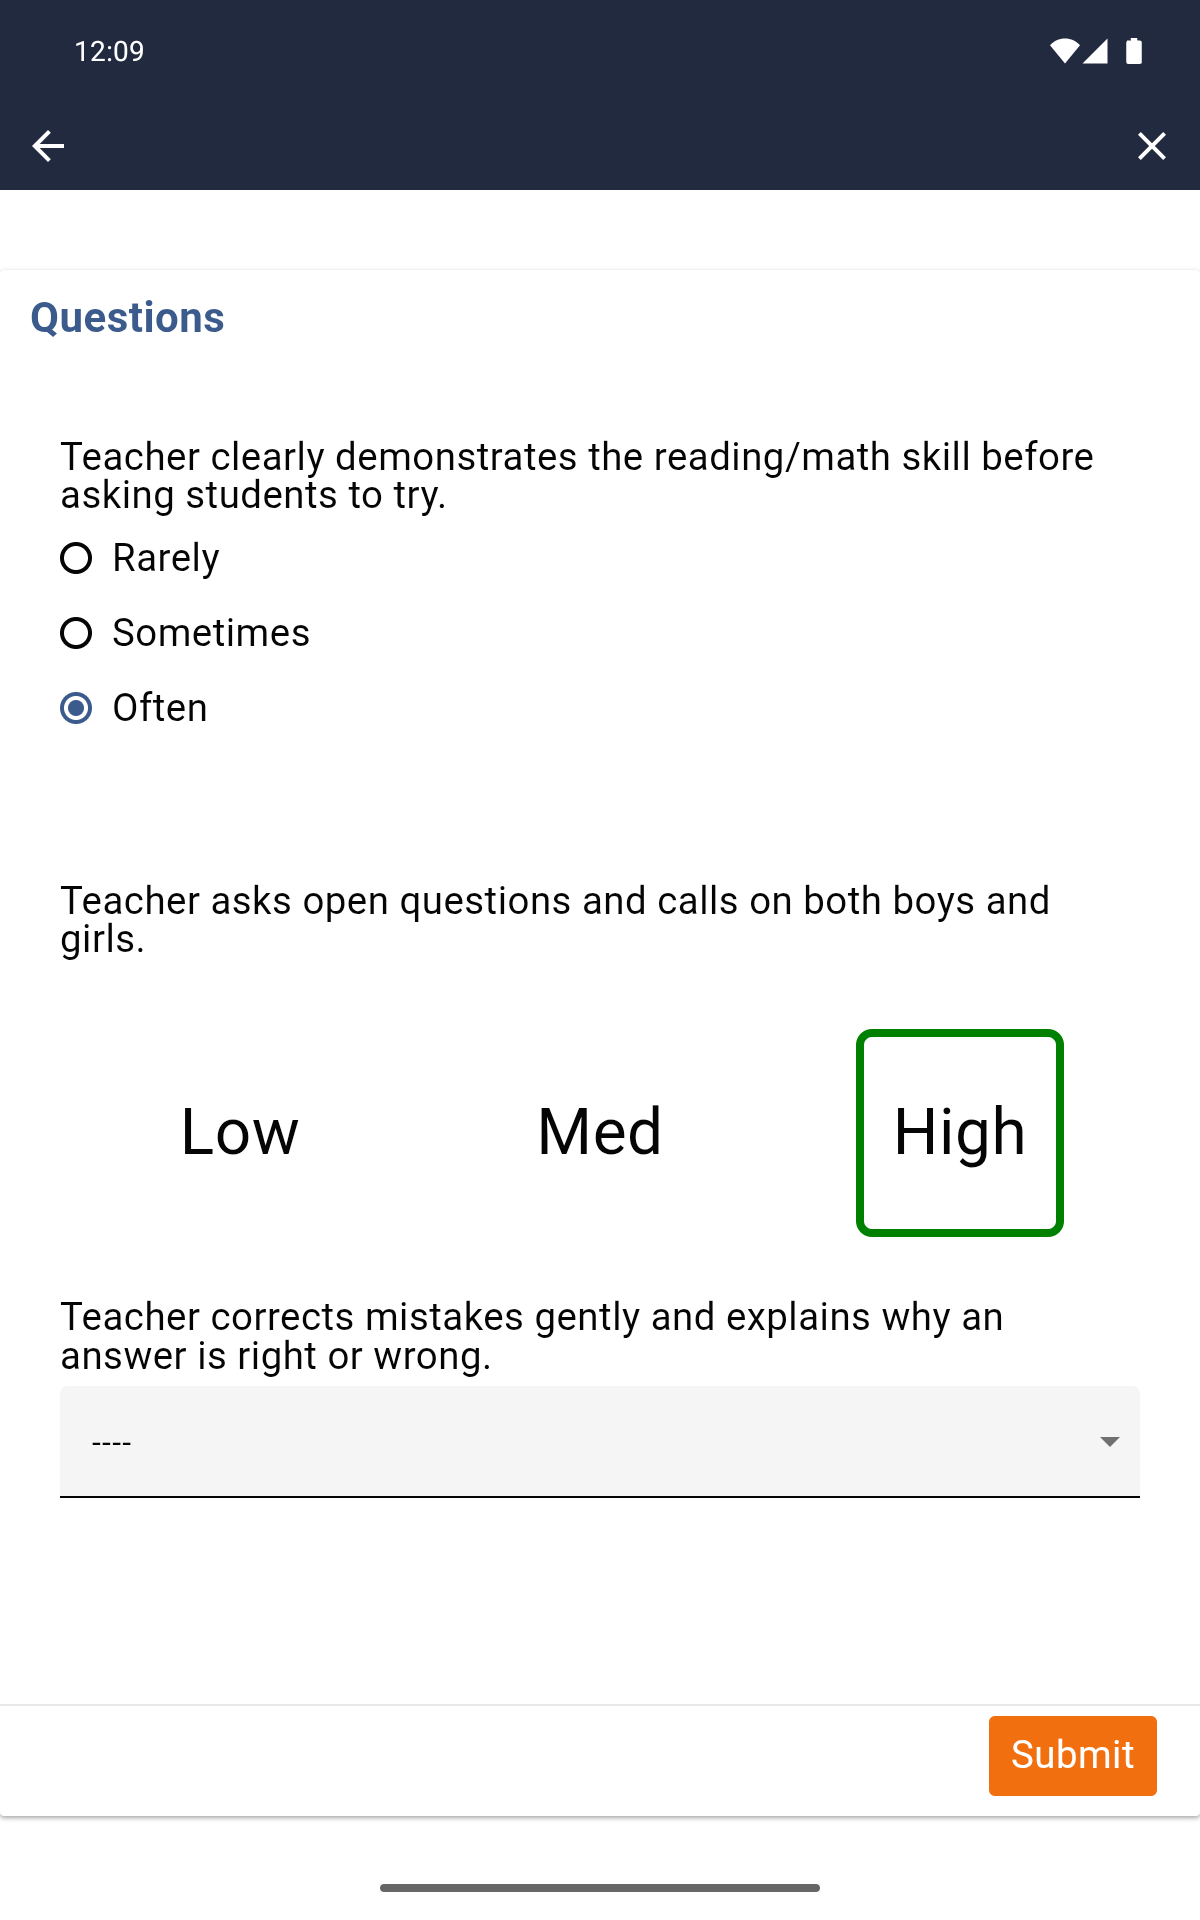 12:09
Questions
Teacher clearly demonstrates the reading/math skill before
asking students to try.
Rarely
Sometimes
Often
Teacher asks open questions and calls on both boys and
girls.
Low
Med
High
Teacher corrects mistakes gently and explains why an
answer is right or wrong.
----
Submit